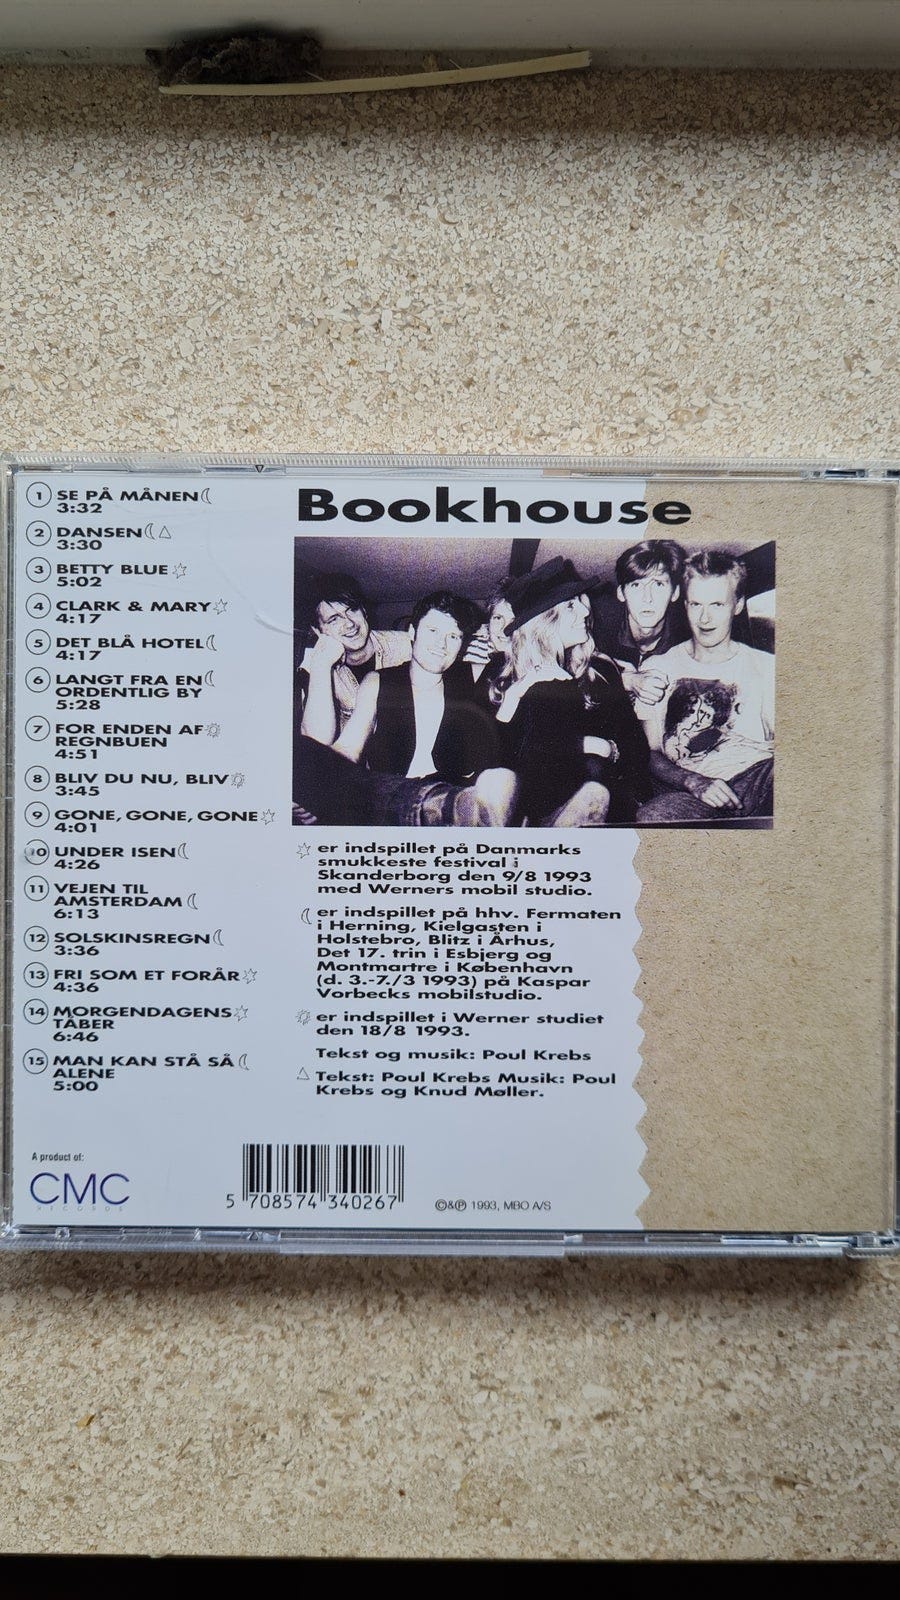 1 SE PÅ MÅNEN
3:32
2 DANSEN
3:30
3 BETTY BLUE
5:02
4 CLARK & MARY
4:17
5 DET BLÅ HOTEL
4:17
6 LANGT FRA EN
ORDENTLIG BY
5:28
7 FOR ENDEN AF
REGNBUEN
4:51
8 BLIV DU NU, BLIV
3:45
9 GONE, GONE, GONE
4:01
10 UNDER ISEN
4:26
11 VEJEN TIL
AMSTERDAM
6:13
12 SOLSKINSREGN
3:36
13 FRI SOM ET FORÅR
4:36
14 MORGENDAGENS
TÅBER
6:46
15 MAN KAN STÅ SÅ
ALENE
5:00
Bookhouse
er indspillet på Danmarks
smukkeste festival i
Skanderborg den 9/8 1993
med Werners mobil studio.
er indspillet på hhv. Fermaten
i Herning, Kielgasten i
Holstebro, Blitz i Århus,
Det 17. trin i Esbjerg og
Montmartre i København
(d. 3.-7./3 1993) på Kaspar
Vorbecks mobilstudio.
er indspillet i Werner studiet
den 18/8 1993.
Tekst og musik: Poul Krebs
Tekst: Poul Krebs Musik: Poul
Krebs og Knud Møller.
A product of:
CMC
RECORDS
5 708574 340267
©&℗ 1993, MBO A/S